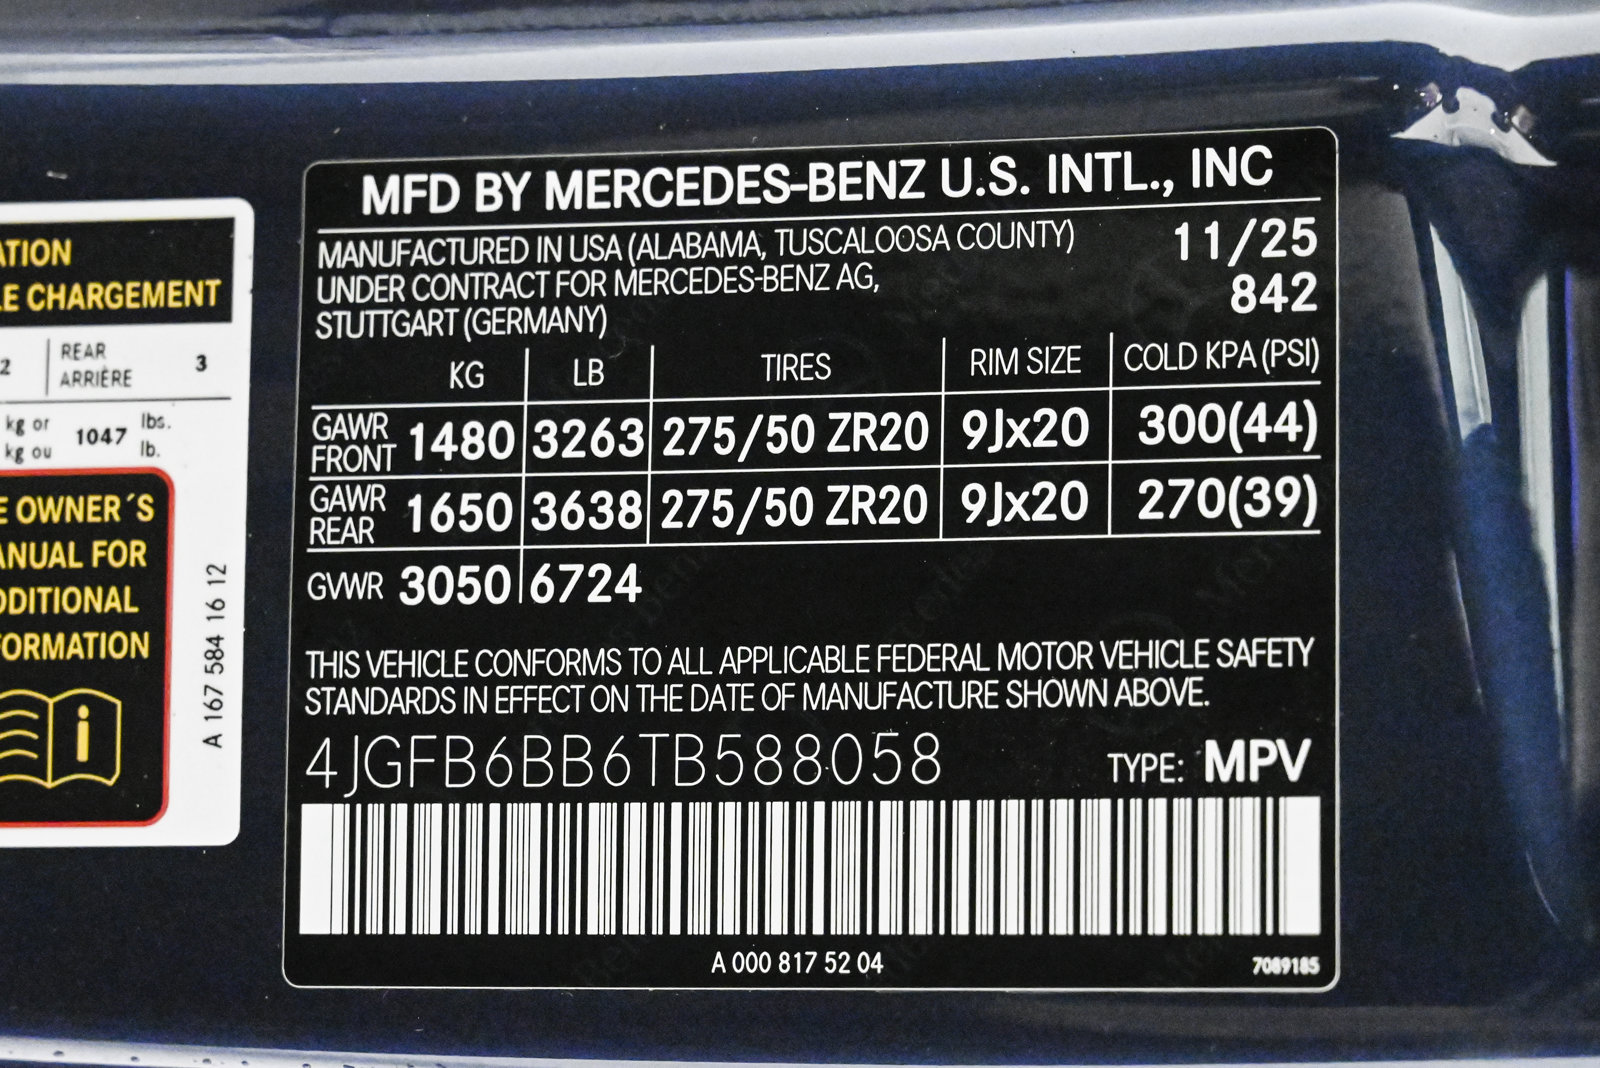 ATION
LE CHARGEMENT
2 REAR 3
ARRIÈRE
kg or 1047 lbs.
kg ou lb.
E OWNER´S
ANUAL FOR
DDITIONAL
FORMATION
i
A 167 584 16 12
MFD BY MERCEDES-BENZ U.S. INTL., INC
MANUFACTURED IN USA (ALABAMA, TUSCALOOSA COUNTY) 11/25
UNDER CONTRACT FOR MERCEDES-BENZ AG, 842
STUTTGART (GERMANY)
KG LB TIRES RIM SIZE COLD KPA (PSI)
GAWR FRONT 1480 3263 275/50 ZR20 9Jx20 300(44)
GAWR REAR 1650 3638 275/50 ZR20 9Jx20 270(39)
GVWR 3050 6724
THIS VEHICLE CONFORMS TO ALL APPLICABLE FEDERAL MOTOR VEHICLE SAFETY
STANDARDS IN EFFECT ON THE DATE OF MANUFACTURE SHOWN ABOVE.
4JGFB6BB6TB588058 TYPE: MPV
A 000 817 52 04 7089185